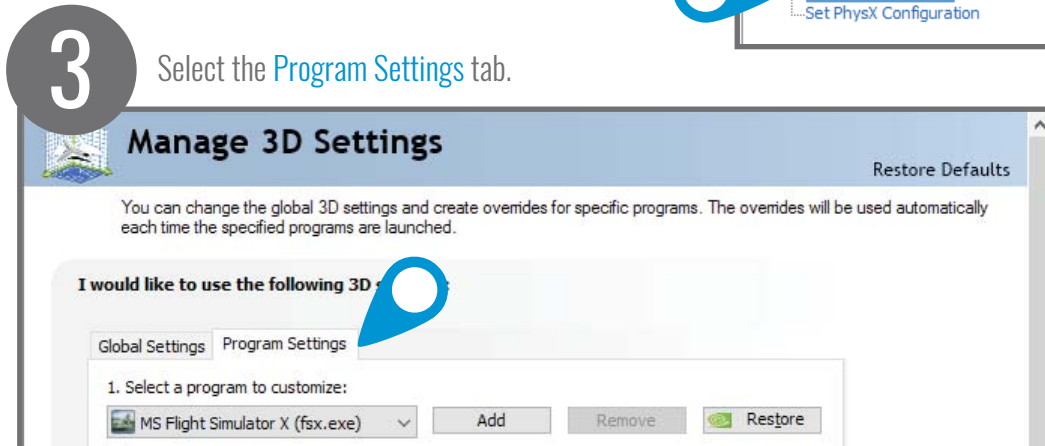 Set PhysX Configuration
3
Select the Program Settings tab.
Manage 3D Settings
Restore Defaults
You can change the global 3D settings and create overrides for specific programs. The overrides will be used automatically
each time the specified programs are launched.
I would like to use the following 3D
Global Settings Program Settings
1. Select a program to customize:
MS Flight Simulator X (fsx.exe) Add Remove Restore